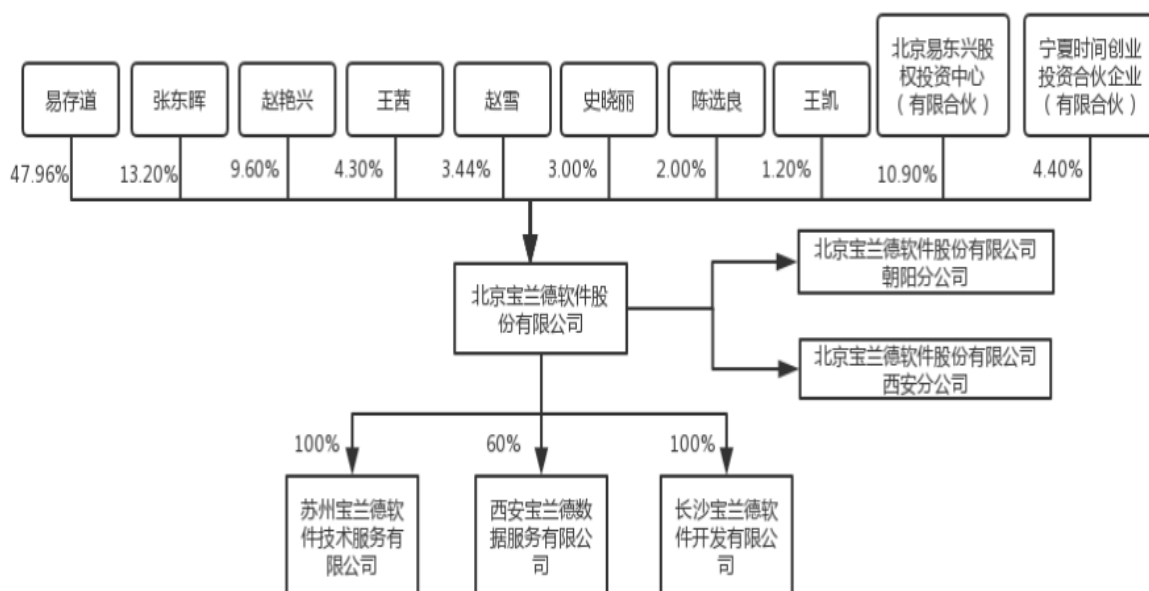 北京易东兴股
权投资中心
（有限合伙）
宁夏时间创业
投资合伙企业
（有限合伙）
易存道
张东晖
赵艳兴
王茜
赵雪
史晓丽
陈选良
王凯
47.96%
13.20%
9.60%
4.30%
3.44%
3.00%
2.00%
1.20%
10.90%
4.40%
北京宝兰德软件股
份有限公司
北京宝兰德软件股份有限公司
朝阳分公司
北京宝兰德软件股份有限公司
西安分公司
100%
60%
100%
苏州宝兰德软
件技术服务有
限公司
西安宝兰德数
据服务有限公
司
长沙宝兰德软
件开发有限公
司